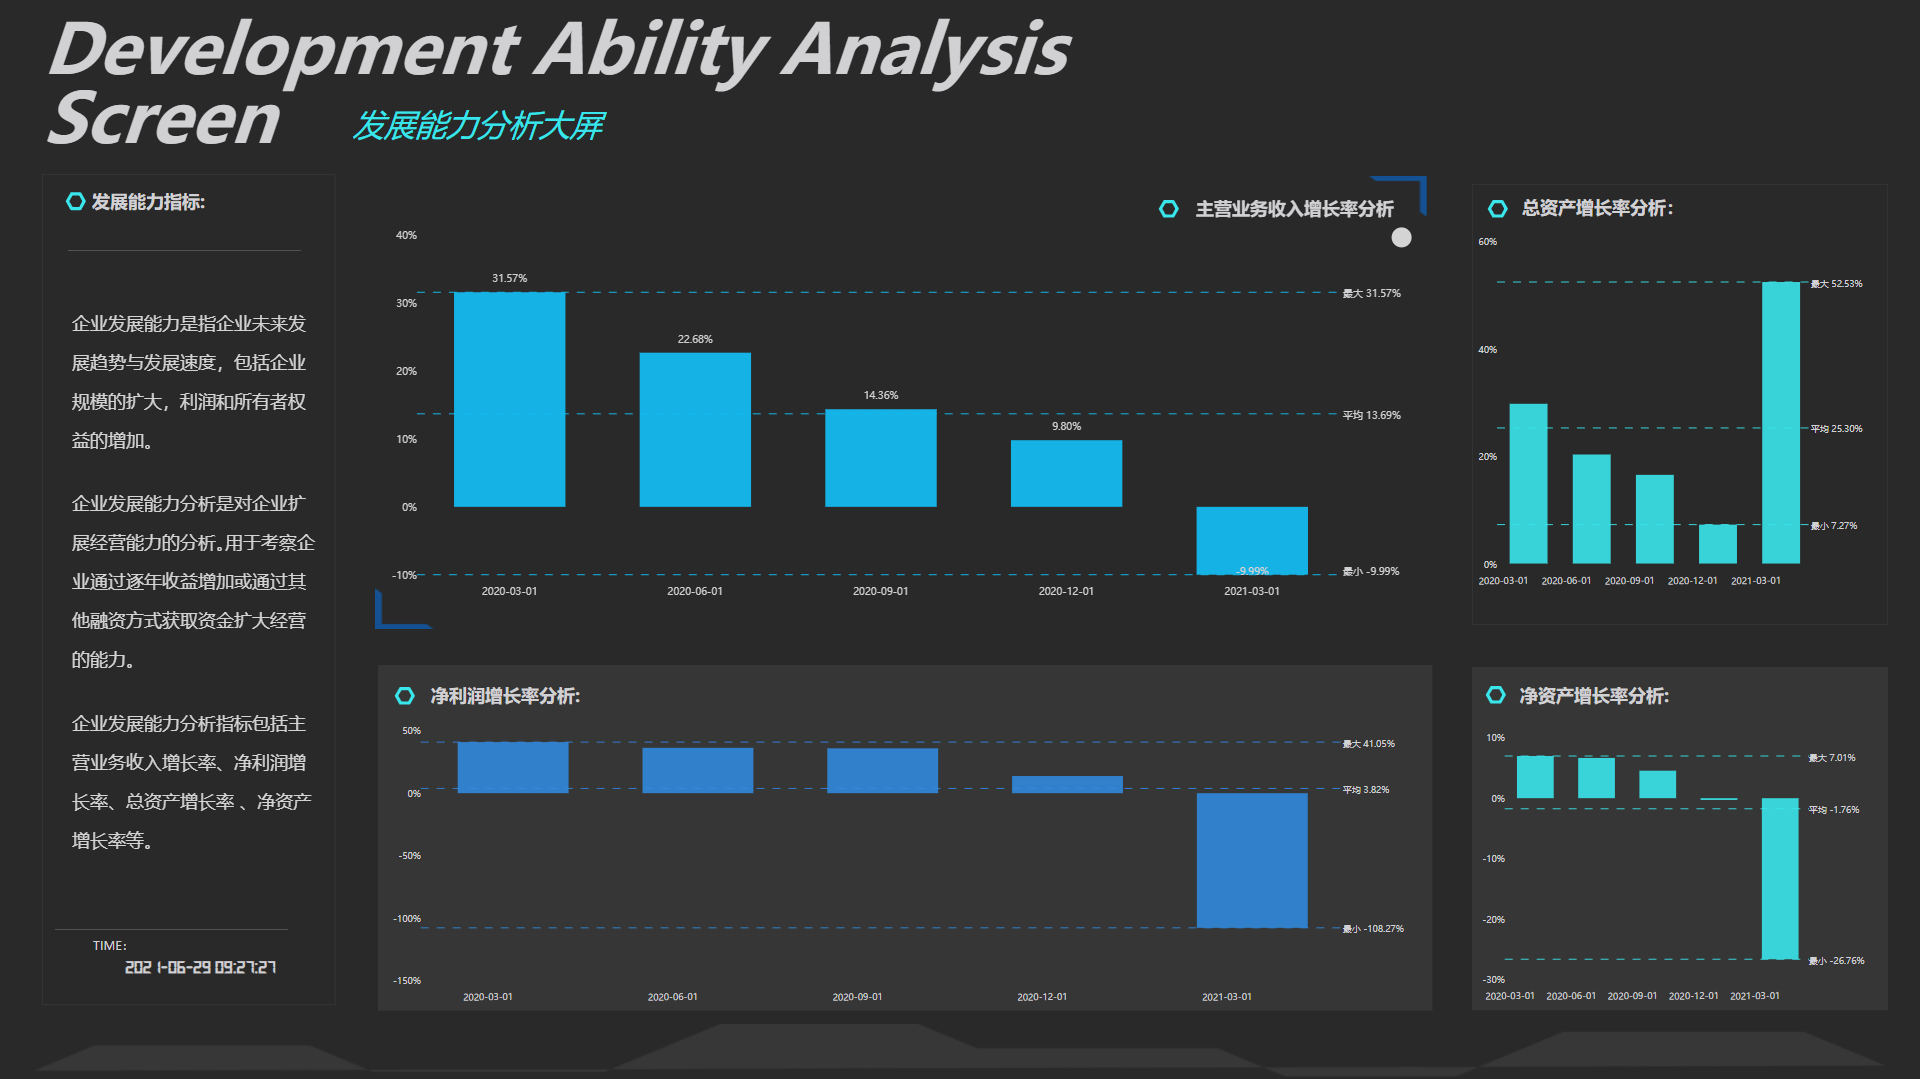 Development Ability Analysis
Screen
发展能力分析大屏
发展能力指标:
企业发展能力是指企业未来发
展趋势与发展速度，包括企业
规模的扩大，利润和所有者权
益的增加。
企业发展能力分析是对企业扩
展经营能力的分析。用于考察企
业通过逐年收益增加或通过其
他融资方式获取资金扩大经营
的能力。
企业发展能力分析指标包括主
营业务收入增长率、净利润增
长率、总资产增长率 、净资产
增长率等。
TIME:
2021-06-29 09:27:27
主营业务收入增长率分析
40%
30%
20%
10%
0%
-10%
31.57%
22.68%
14.36%
9.80%
-9.99%
最大 31.57%
平均 13.69%
最小 -9.99%
2020-03-01
2020-06-01
2020-09-01
2020-12-01
2021-03-01
总资产增长率分析:
60%
40%
20%
0%
最大 52.53%
平均 25.30%
最小 7.27%
2020-03-01
2020-06-01
2020-09-01
2020-12-01
2021-03-01
净利润增长率分析:
50%
0%
-50%
-100%
-150%
最大 41.05%
平均 3.82%
最小 -108.27%
2020-03-01
2020-06-01
2020-09-01
2020-12-01
2021-03-01
净资产增长率分析:
10%
0%
-10%
-20%
-30%
最大 7.01%
平均 -1.76%
最小 -26.76%
2020-03-01
2020-06-01
2020-09-01
2020-12-01
2021-03-01